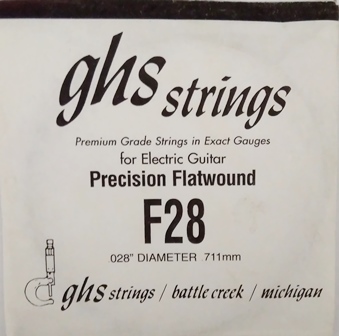 ghs strings
Premium Grade Strings in Exact Gauges
for Electric Guitar
Precision Flatwound
F28
028" DIAMETER 711mm
ghs strings / battle creek / michigan